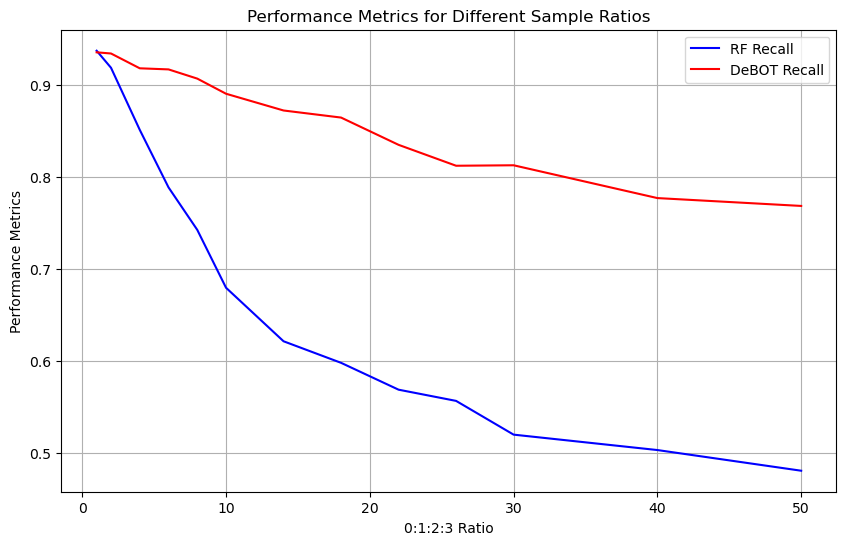 Performance Metrics for Different Sample Ratios
RF Recall
DeBOT Recall
Performance Metrics
0.9
0.8
0.7
0.6
0.5
0
10
20
30
40
50
0:1:2:3 Ratio